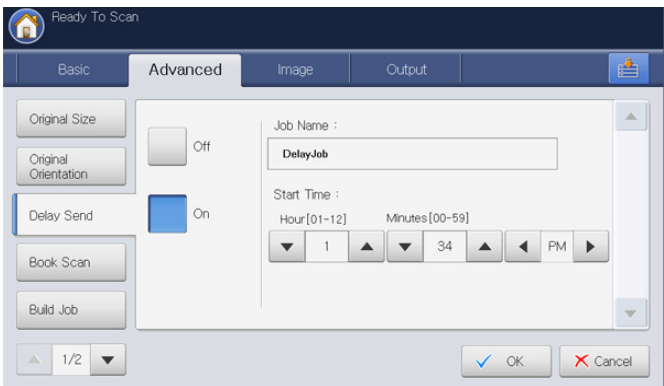 Ready To Scan
Basic
Advanced
Image
Output
Original Size
Original
Orientation
Delay Send
Book Scan
Build Job
1/2
Off
On
Job Name :
DelayJob
Start Time :
Hour[01-12] Minutes[00-59]
1 34 PM
OK
Cancel